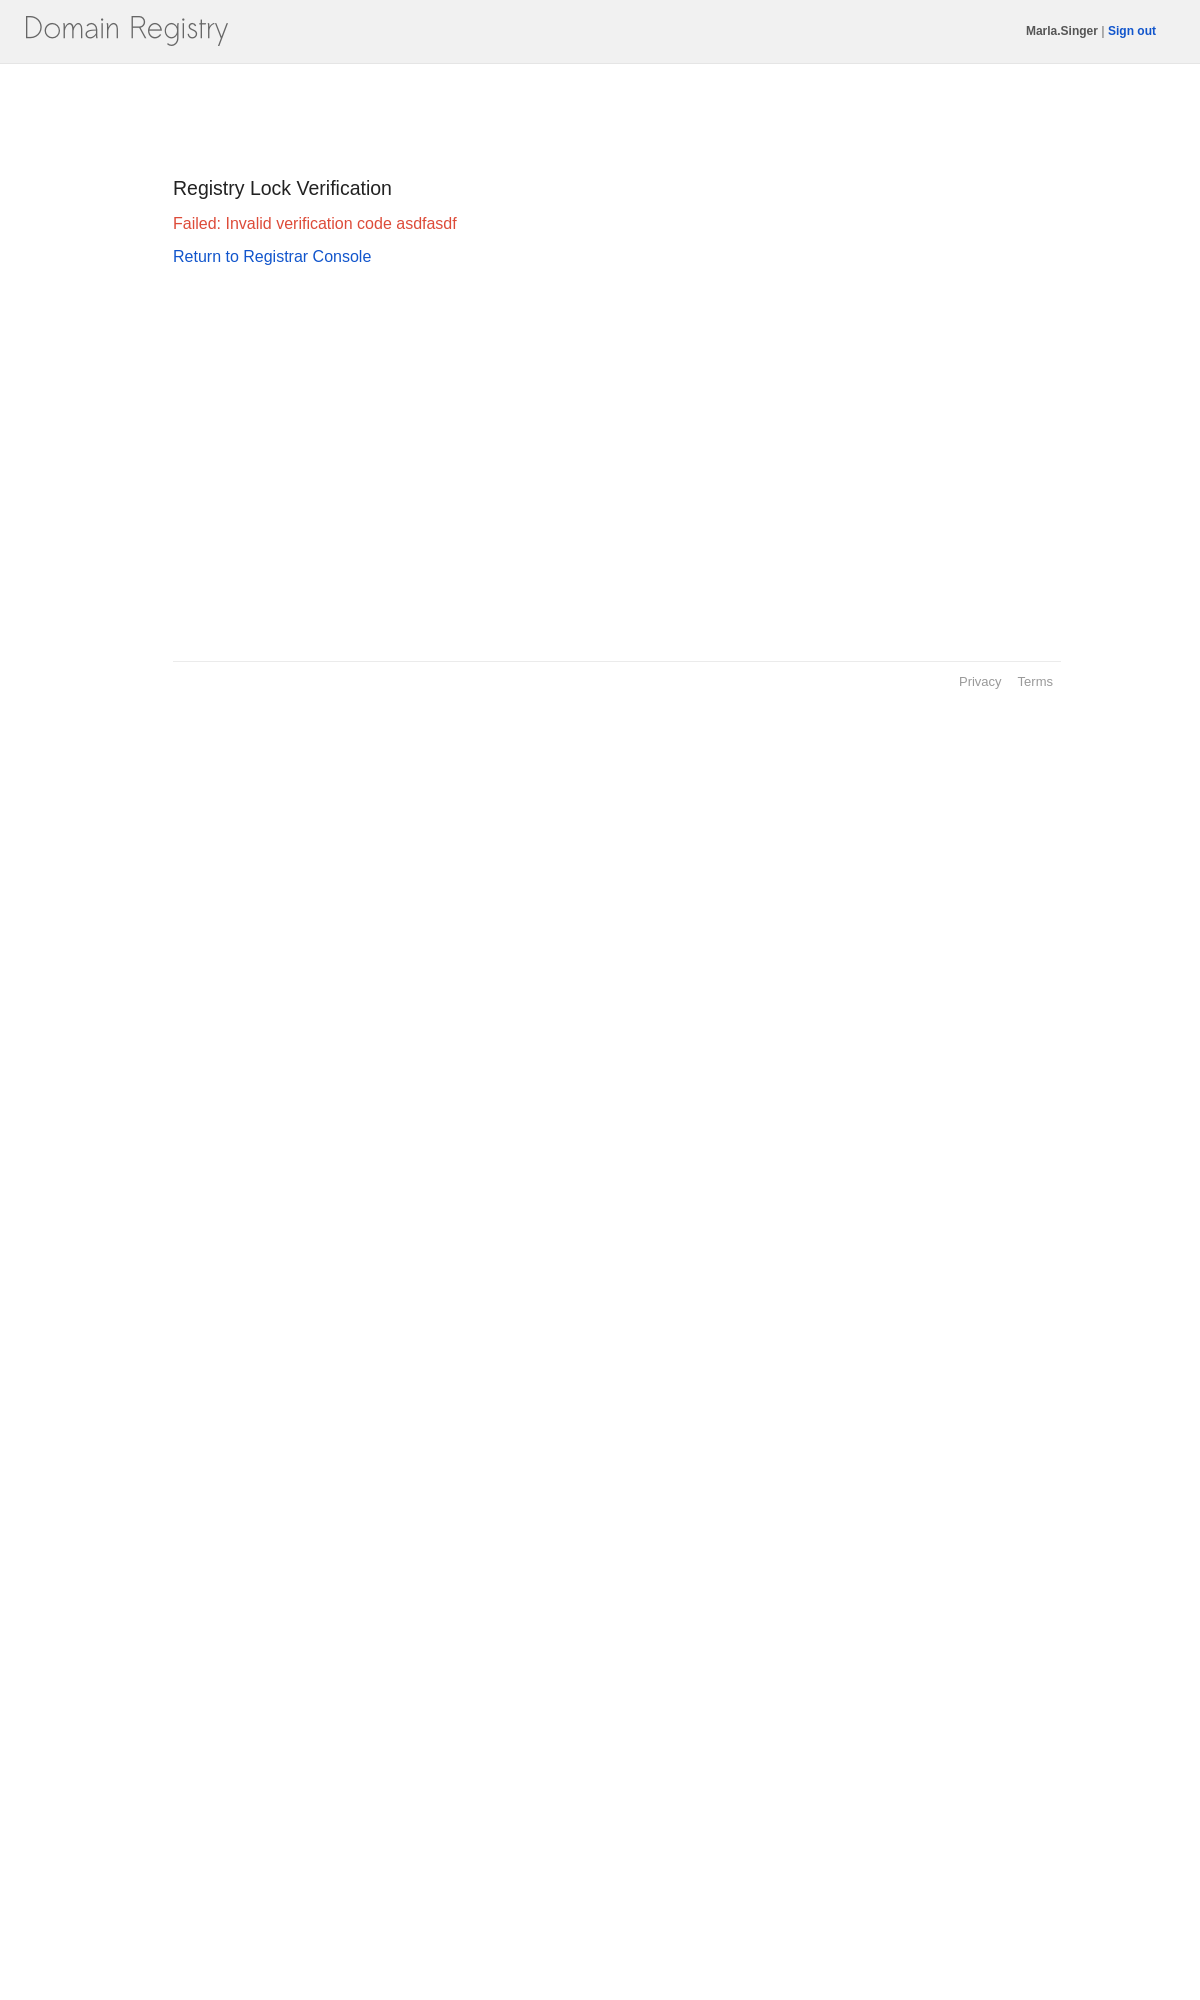 Domain Registry
Marla.Singer | Sign out
Registry Lock Verification
Failed: Invalid verification code asdfasdf
Return to Registrar Console
Privacy Terms